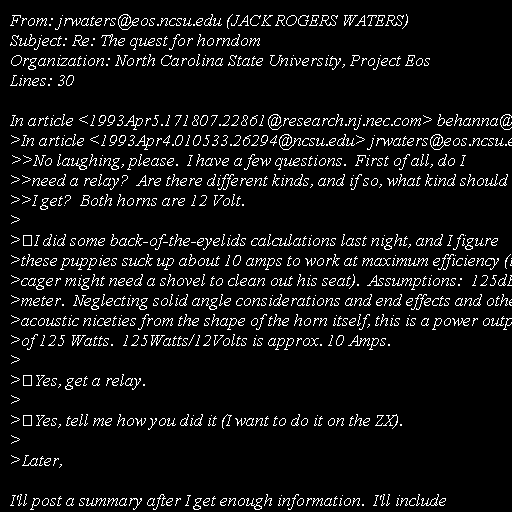 From: jrwaters@eos.ncsu.edu (JACK ROGERS WATERS)
Subject: Re: The quest for horndom
Organization: North Carolina State University, Project Eos
Lines: 30

In article <1993Apr5.171807.22861@research.nj.nec.com> behanna@
>In article <1993Apr4.010533.26294@ncsu.edu> jrwaters@eos.ncsu.e
>>No laughing, please.  I have a few questions.  First of all, do I
>>need a relay?  Are there different kinds, and if so, what kind should
>>I get?  Both horns are 12 Volt.
>
>I did some back-of-the-eyelids calculations last night, and I figure
>these puppies suck up about 10 amps to work at maximum efficiency (
>cager might need a shovel to clean out his seat).  Assumptions:  125d
>meter.  Neglecting solid angle considerations and end effects and othe
>acoustic niceties from the shape of the horn itself, this is a power outp
>of 125 Watts.  125Watts/12Volts is approx. 10 Amps.
>
>Yes, get a relay.
>
>Yes, tell me how you did it (I want to do it on the ZX).
>
>Later,

I'll post a summary after I get enough information.  I'll include